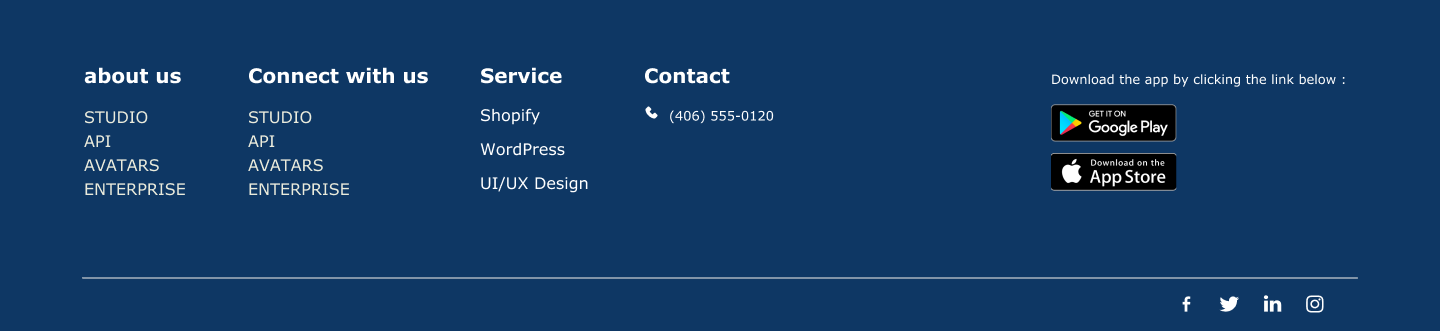 about us
STUDIO
API
AVATARS
ENTERPRISE
Connect with us
STUDIO
API
AVATARS
ENTERPRISE
Service
Shopify
WordPress
UI/UX Design
Contact
(406) 555-0120
Download the app by clicking the link below :
GET IT ON
Google Play
Download on the
App Store